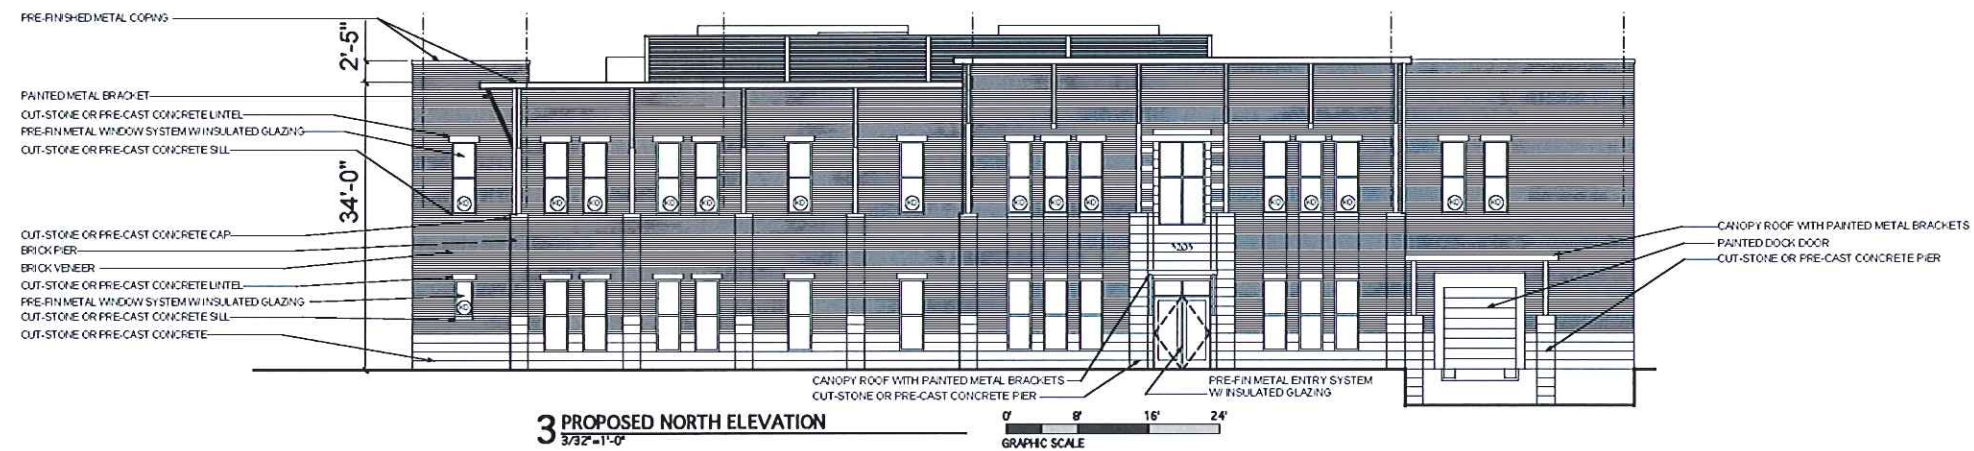 PRE-FINISHED METAL COPING
2'-5"
PAINTED METAL BRACKET
CUT-STONE OR PRE-CAST CONCRETE LINTEL
PRE-FIN METAL WINDOW SYSTEM W/ INSULATED GLAZING
CUT-STONE OR PRE-CAST CONCRETE SILL
34'-0"
CUT-STONE OR PRE-CAST CONCRETE CAP
BRICK PIER
BRICK VENEER
CUT-STONE OR PRE-CAST CONCRETE LINTEL
PRE-FIN METAL WINDOW SYSTEM W/ INSULATED GLAZING
CUT-STONE OR PRE-CAST CONCRETE SILL
CUT-STONE OR PRE-CAST CONCRETE
CANOPY ROOF WITH PAINTED METAL BRACKETS
PAINTED DOCK DOOR
CUT-STONE OR PRE-CAST CONCRETE PIER
CANOPY ROOF WITH PAINTED METAL BRACKETS
CUT-STONE OR PRE-CAST CONCRETE PIER
PRE-FIN METAL ENTRY SYSTEM
W/ INSULATED GLAZING
3 PROPOSED NORTH ELEVATION
3/32"=1'-0"
0' 8' 16' 24'
GRAPHIC SCALE